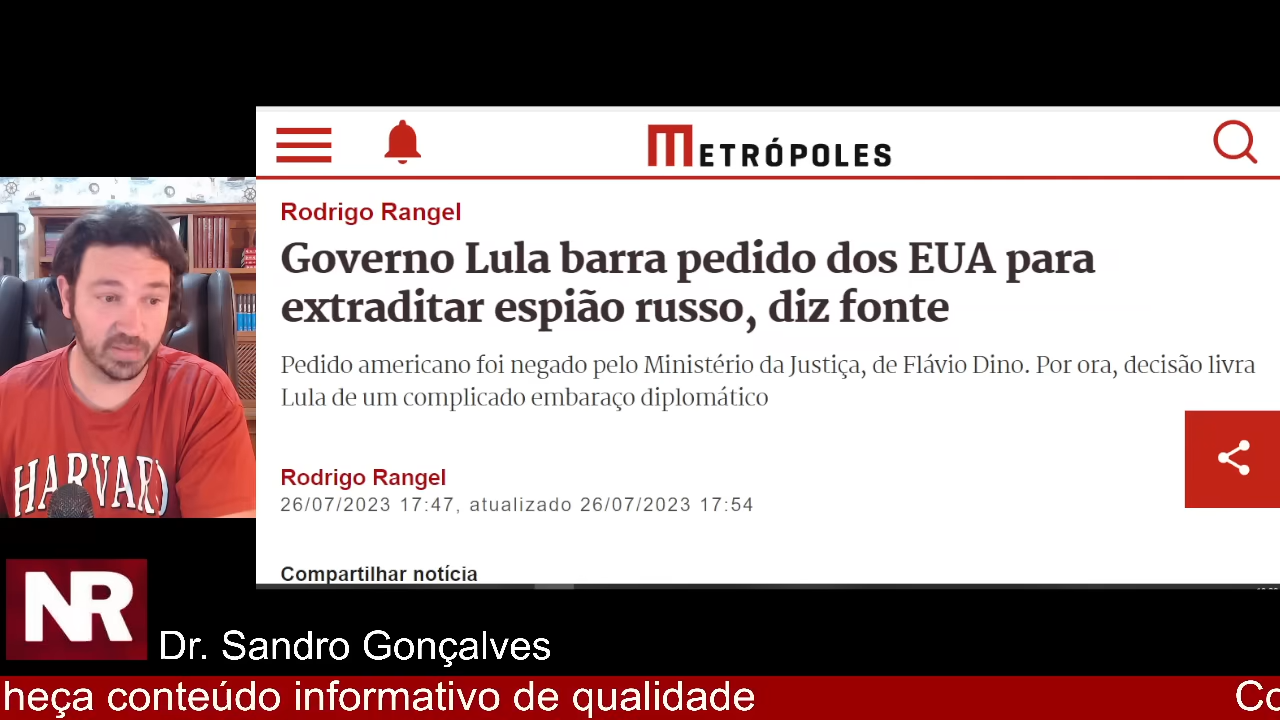 METRÓPOLES
Rodrigo Rangel
Governo Lula barra pedido dos EUA para
extraditar espião russo, diz fonte
Pedido americano foi negado pelo Ministério da Justiça, de Flávio Dino. Por ora, decisão livra
Lula de um complicado embaraço diplomático
Rodrigo Rangel
26/07/2023 17:47, atualizado 26/07/2023 17:54
Compartilhar notícia
HARVARD
NR
Dr. Sandro Gonçalves
heça conteúdo informativo de qualidade
Co